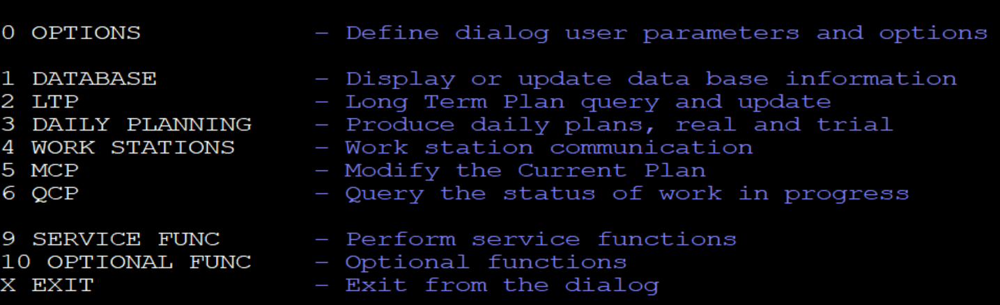 0 OPTIONS - Define dialog user parameters and options
1 DATABASE - Display or update data base information
2 LTP - Long Term Plan query and update
3 DAILY PLANNING - Produce daily plans, real and trial
4 WORK STATIONS - Work station communication
5 MCP - Modify the Current Plan
6 QCP - Query the status of work in progress
9 SERVICE FUNC - Perform service functions
10 OPTIONAL FUNC - Optional functions
X EXIT - Exit from the dialog